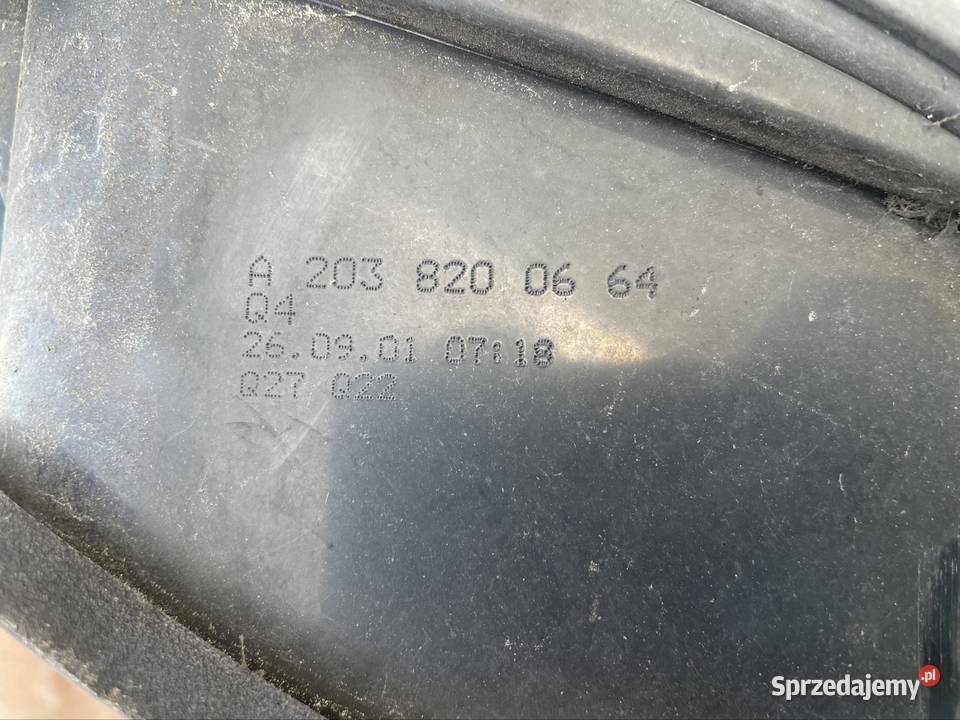 A 203 820 06 64
Q4
26.09.01 07:18
Q27 Q22
Sprzedajemy.pl